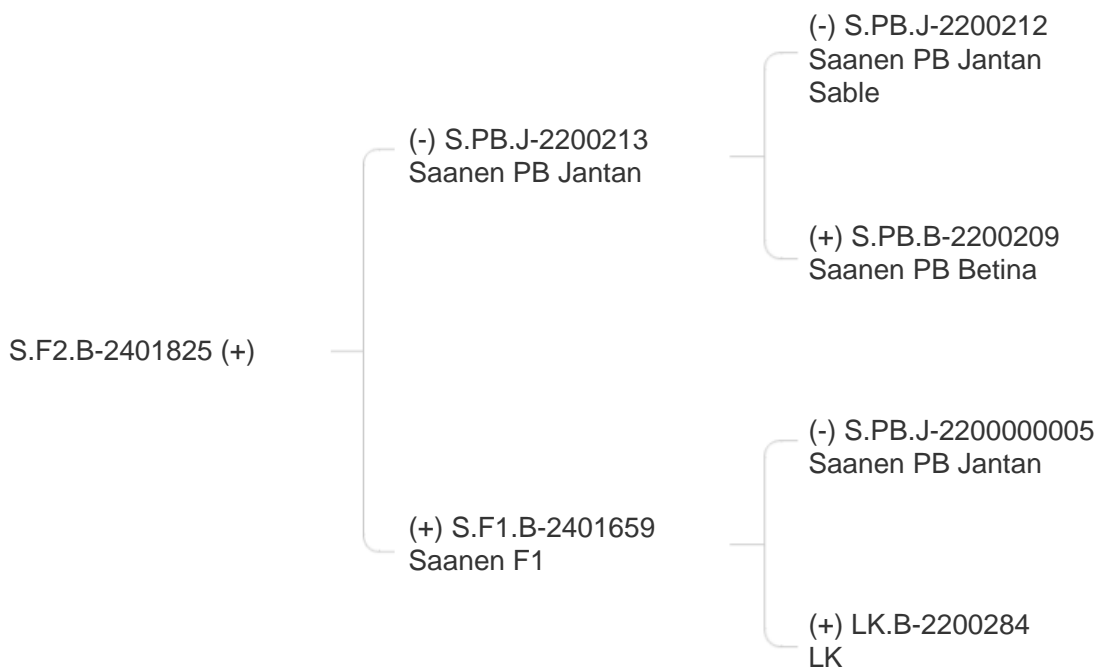 (-) S.PB.J-2200212
Saanen PB Jantan
Sable
(-) S.PB.J-2200213
Saanen PB Jantan
(+) S.PB.B-2200209
Saanen PB Betina
S.F2.B-2401825 (+)
(-) S.PB.J-2200000005
Saanen PB Jantan
(+) S.F1.B-2401659
Saanen F1
(+) LK.B-2200284
LK